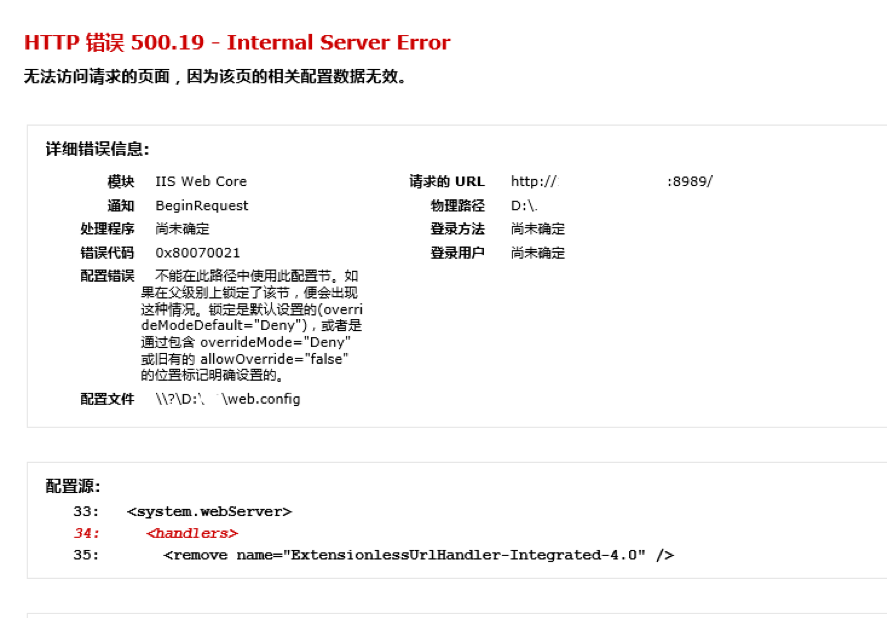 HTTP 错误 500.19 - Internal Server Error
无法访问请求的页面，因为该页的相关配置数据无效。
详细错误信息:
模块 IIS Web Core
通知 BeginRequest
处理程序 尚未确定
错误代码 0x80070021
配置错误 不能在此路径中使用此配置节。如
果在父级别上锁定了该节，便会出现
这种情况。锁定是默认设置的(overri
deModeDefault="Deny")，或者是
通过包含 overrideMode="Deny"
或旧有的 allowOverride="false"
的位置标记明确设置的。
配置文件 \\?\D:\ \web.config
请求的 URL http:// :8989/
物理路径 D:\
登录方法 尚未确定
登录用户 尚未确定
配置源:
33: <system.webServer>
34: <handlers>
35: <remove name="ExtensionlessUrlHandler-Integrated-4.0" />